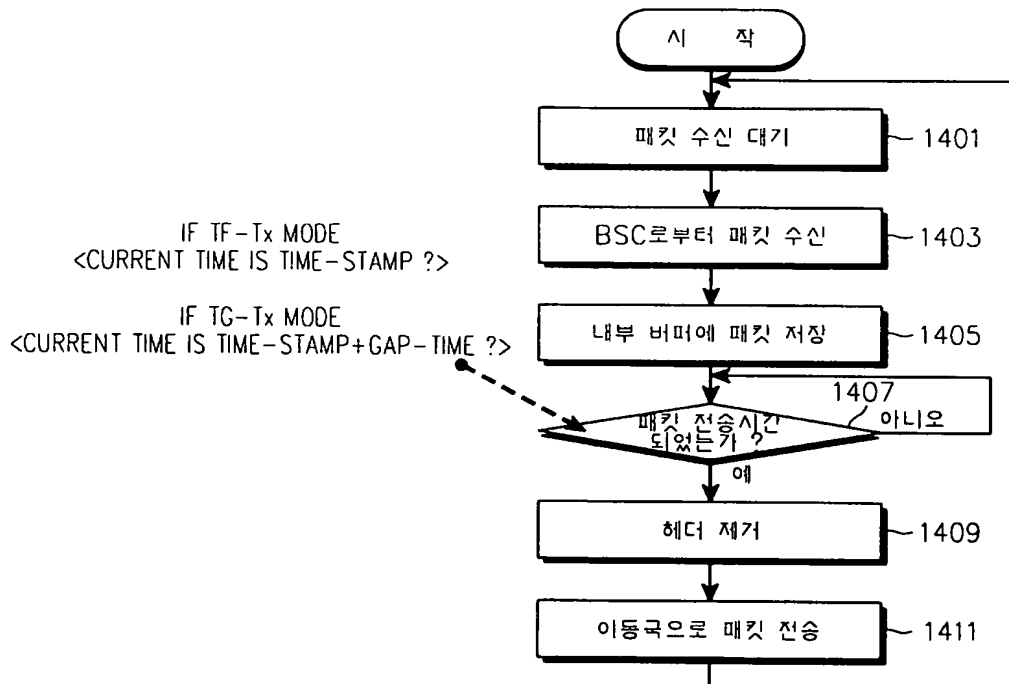 시 작
패킷 수신 대기
1401
BSC로부터 패킷 수신
1403
IF TF-Tx MODE
<CURRENT TIME IS TIME-STAMP ?>
IF TG-Tx MODE
<CURRENT TIME IS TIME-STAMP+GAP-TIME ?>
내부 버퍼에 패킷 저장
1405
1407
패킷 전송시간
되었는가 ?
아니오
예
헤더 제거
1409
이동국으로 패킷 전송
1411